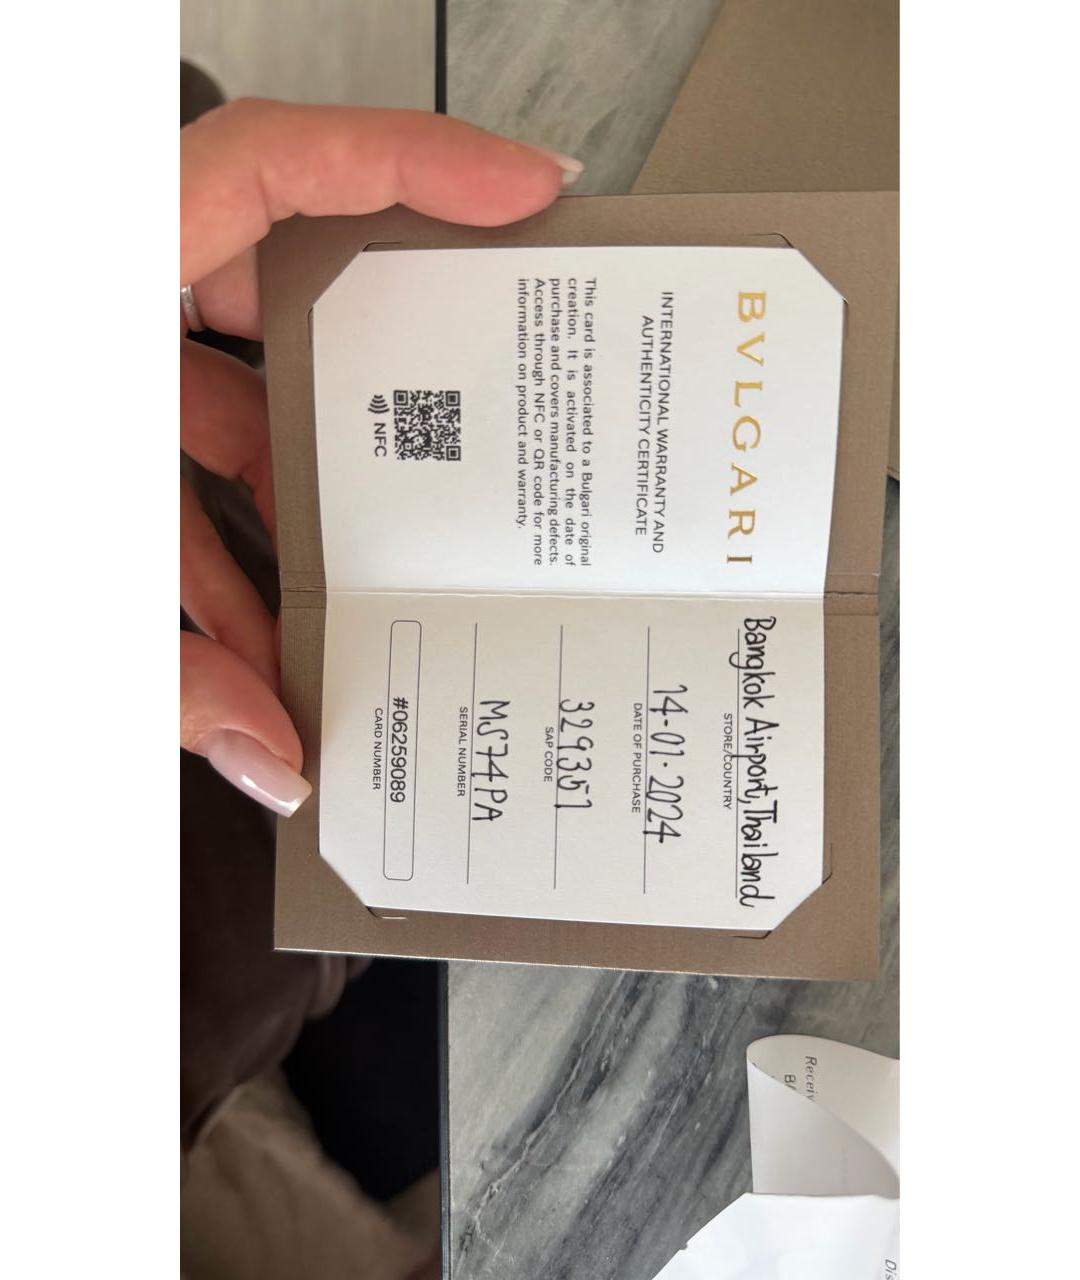 BVLGARI
INTERNATIONAL WARRANTY AND
AUTHENTICITY CERTIFICATE
This card is associated to a Bulgari original
creation. It is activated on the date of
purchase and covers manufacturing defects.
Access through NFC or QR code for more
information on product and warranty.
NFC
Bangkok Airport, Thailand
STORE/COUNTRY
14-01-2024
DATE OF PURCHASE
329351
SAP CODE
MS74PA
SERIAL NUMBER
#06259089
CARD NUMBER